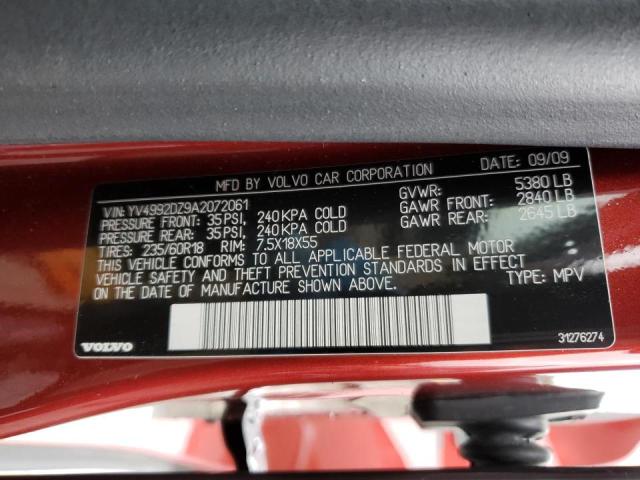 MFD BY VOLVO CAR CORPORATION DATE: 09/09
VIN: YV4992DZ9A2072061 GVWR: 5380 LB
PRESSURE FRONT: 35 PSI, 240 KPA COLD GAWR FRONT: 2840 LB
PRESSURE REAR: 35 PSI, 240 KPA COLD GAWR REAR: 2645 LB
TIRES: 235/60R18 RIM: 7.5X18X55
THIS VEHICLE CONFORMS TO ALL APPLICABLE FEDERAL MOTOR
VEHICLE SAFETY AND THEFT PREVENTION STANDARDS IN EFFECT
ON THE DATE OF MANUFACTURE SHOWN ABOVE. TYPE: MPV
VOLVO 31276274